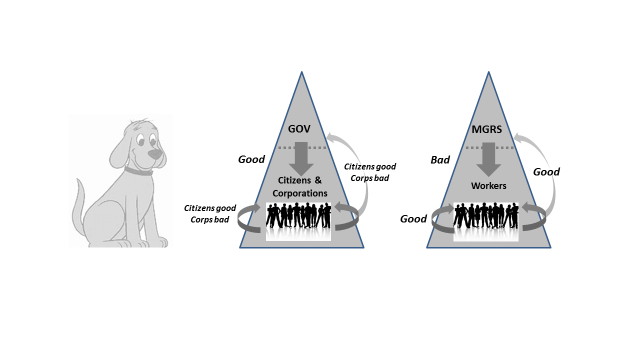 GOV
Good
Citizens good
Corps bad
Citizens &
Corporations
Citizens good
Corps bad
MGRS
Bad
Good
Workers
Good